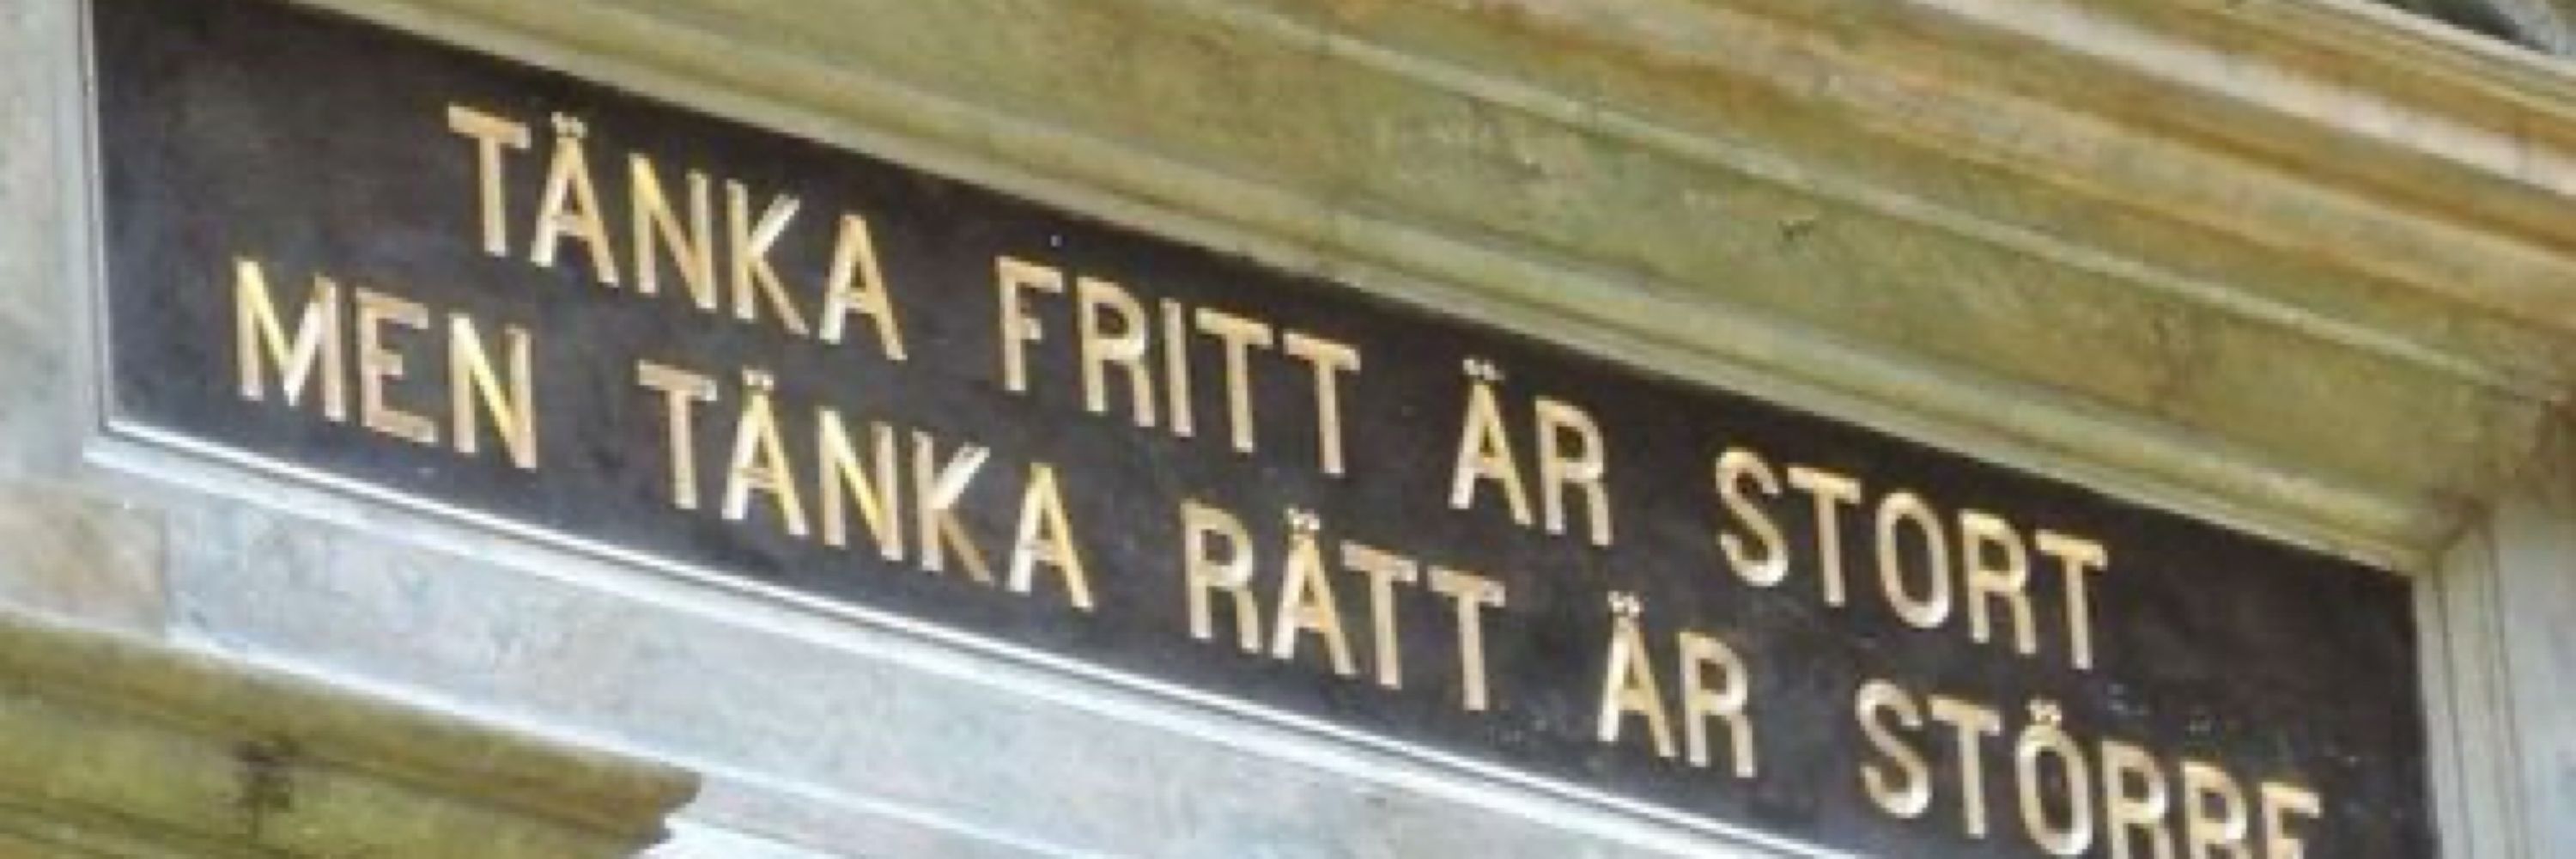 TÄNKA FRITT ÄR STORT
MEN TÄNKA RÄTT ÄR STÖRRE